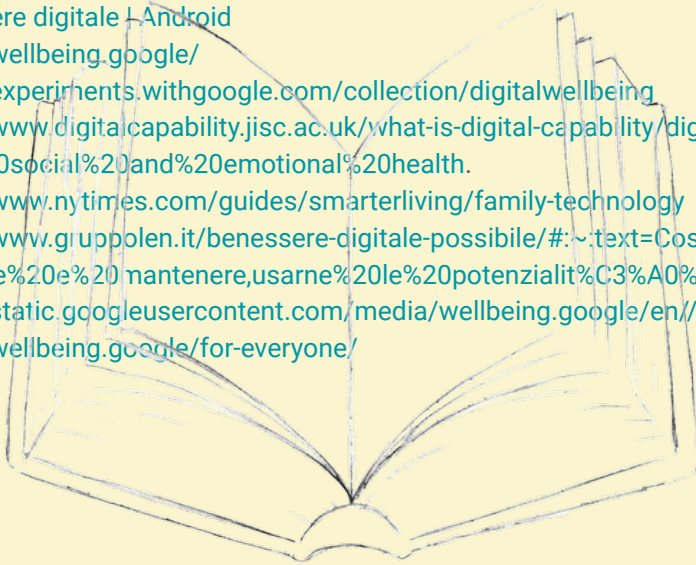 ere digitale | Android
wellbeing.google/
experiments.withgoogle.com/collection/digitalwellbeing
www.digitalcapability.jisc.ac.uk/what-is-digital-capability/dig
0social%20and%20emotional%20health.
www.nytimes.com/guides/smarterliving/family-technology
www.gruppolen.it/benessere-digitale-possibile/#:~:text=Cos
e%20e%20mantenere,usarne%20le%20potenzialit%C3%A0%
static.googleusercontent.com/media/wellbeing.google/en//
wellbeing.google/for-everyone/